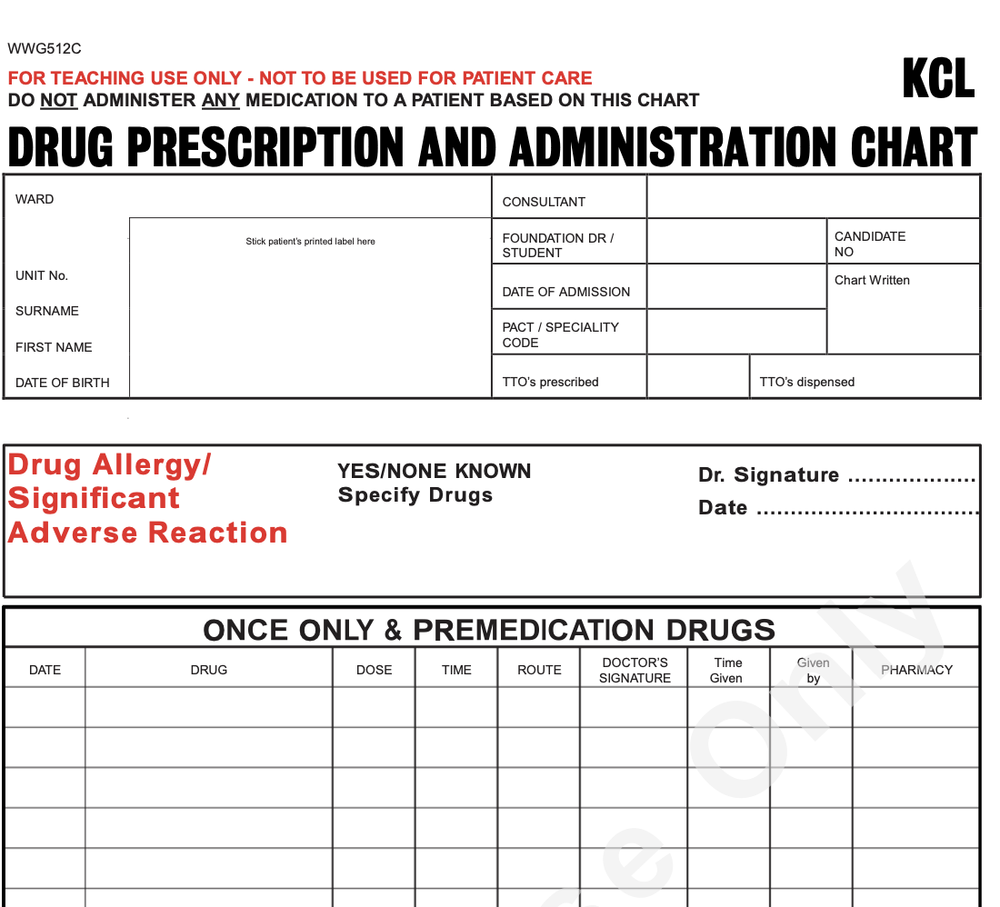 WWG512C
FOR TEACHING USE ONLY - NOT TO BE USED FOR PATIENT CARE
DO NOT ADMINISTER ANY MEDICATION TO A PATIENT BASED ON THIS CHART
KCL
DRUG PRESCRIPTION AND ADMINISTRATION CHART
WARD
Stick patient's printed label here
UNIT No.
SURNAME
FIRST NAME
DATE OF BIRTH
CONSULTANT
FOUNDATION DR /
STUDENT
CANDIDATE
NO
DATE OF ADMISSION
Chart Written
PACT / SPECIALITY
CODE
TTO's prescribed
TTO's dispensed
Drug Allergy/
Significant
Adverse Reaction
YES/NONE KNOWN
Specify Drugs
Dr. Signature ...................
Date .................................
ONCE ONLY & PREMEDICATION DRUGS
DATE
DRUG
DOSE
TIME
ROUTE
DOCTOR'S
SIGNATURE
Time
Given
Given
by
PHARMACY
Only